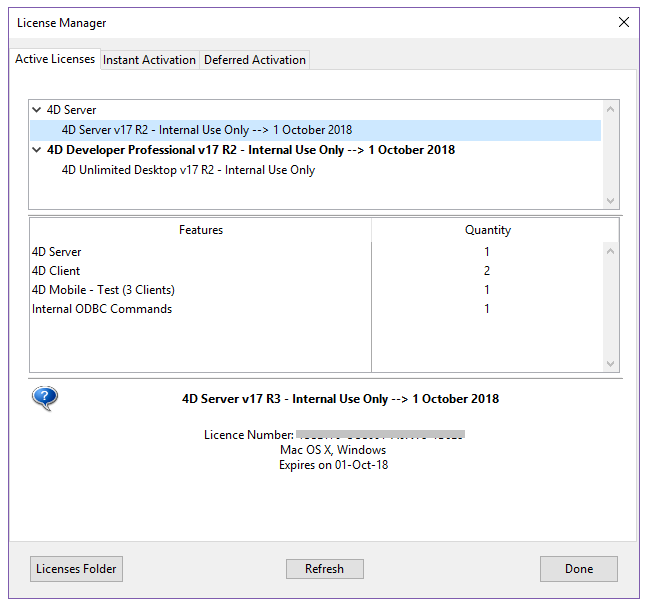 License Manager
Active Licenses Instant Activation Deferred Activation
4D Server
4D Server v17 R2 - Internal Use Only --> 1 October 2018
4D Developer Professional v17 R2 - Internal Use Only --> 1 October 2018
4D Unlimited Desktop v17 R2 - Internal Use Only
Features Quantity
4D Server 1
4D Client 2
4D Mobile - Test (3 Clients) 1
Internal ODBC Commands 1
4D Server v17 R3 - Internal Use Only --> 1 October 2018
Licence Number:
Mac OS X, Windows
Expires on 01-Oct-18
Licenses Folder Refresh Done